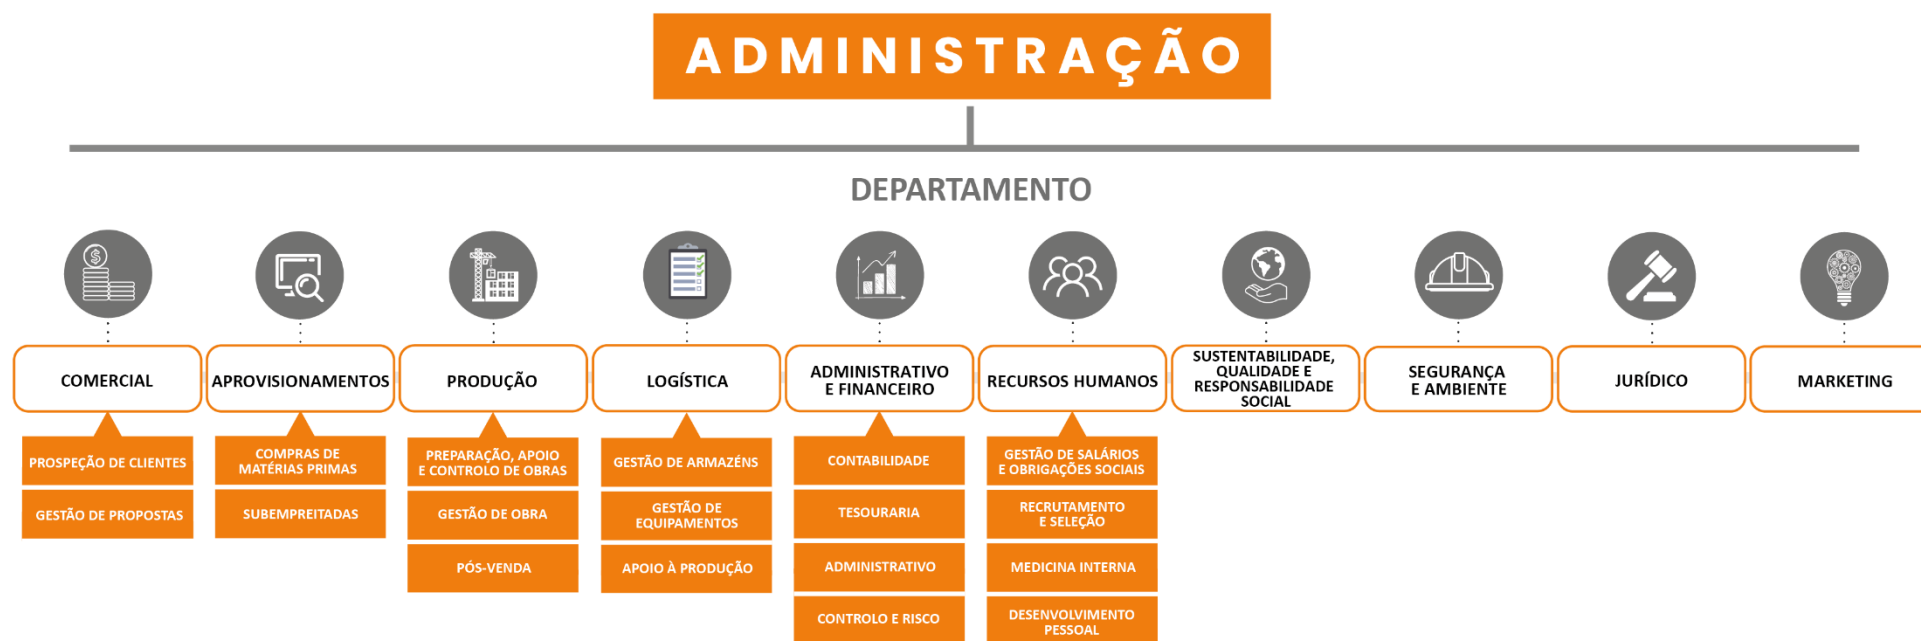 ADMINISTRAÇÃO
DEPARTAMENTO
COMERCIAL
PROSPEÇÃO DE CLIENTES
GESTÃO DE PROPOSTAS
APROVISIONAMENTOS
COMPRAS DE
MATÉRIAS PRIMAS
SUBEMPREITADAS
PRODUÇÃO
PREPARAÇÃO, APOIO
E CONTROLO DE OBRAS
GESTÃO DE OBRA
PÓS-VENDA
LOGÍSTICA
GESTÃO DE ARMAZÉNS
GESTÃO DE
EQUIPAMENTOS
APOIO À PRODUÇÃO
ADMINISTRATIVO
E FINANCEIRO
CONTABILIDADE
TESOURARIA
ADMINISTRATIVO
CONTROLO E RISCO
RECURSOS HUMANOS
GESTÃO DE SALÁRIOS
E OBRIGAÇÕES SOCIAIS
RECRUTAMENTO
E SELEÇÃO
MEDICINA INTERNA
DESENVOLVIMENTO
PESSOAL
SUSTENTABILIDADE,
QUALIDADE E
RESPONSABILIDADE
SOCIAL
SEGURANÇA
E AMBIENTE
JURÍDICO
MARKETING